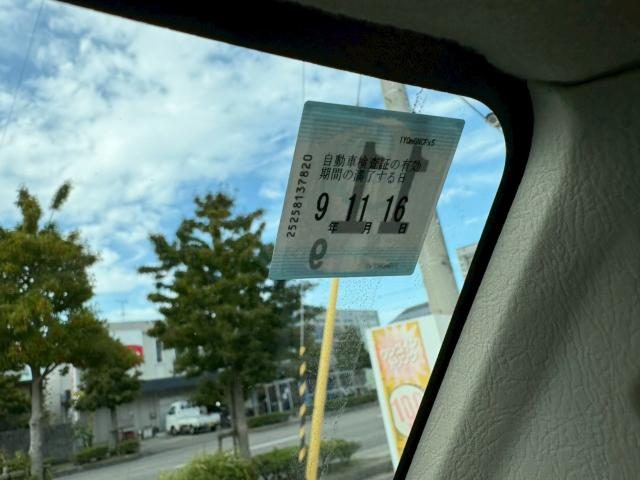 1YQmGNCFx5
自動車検査証の有効
期間の満了する日
9 11 16
年 月 日
25258137820